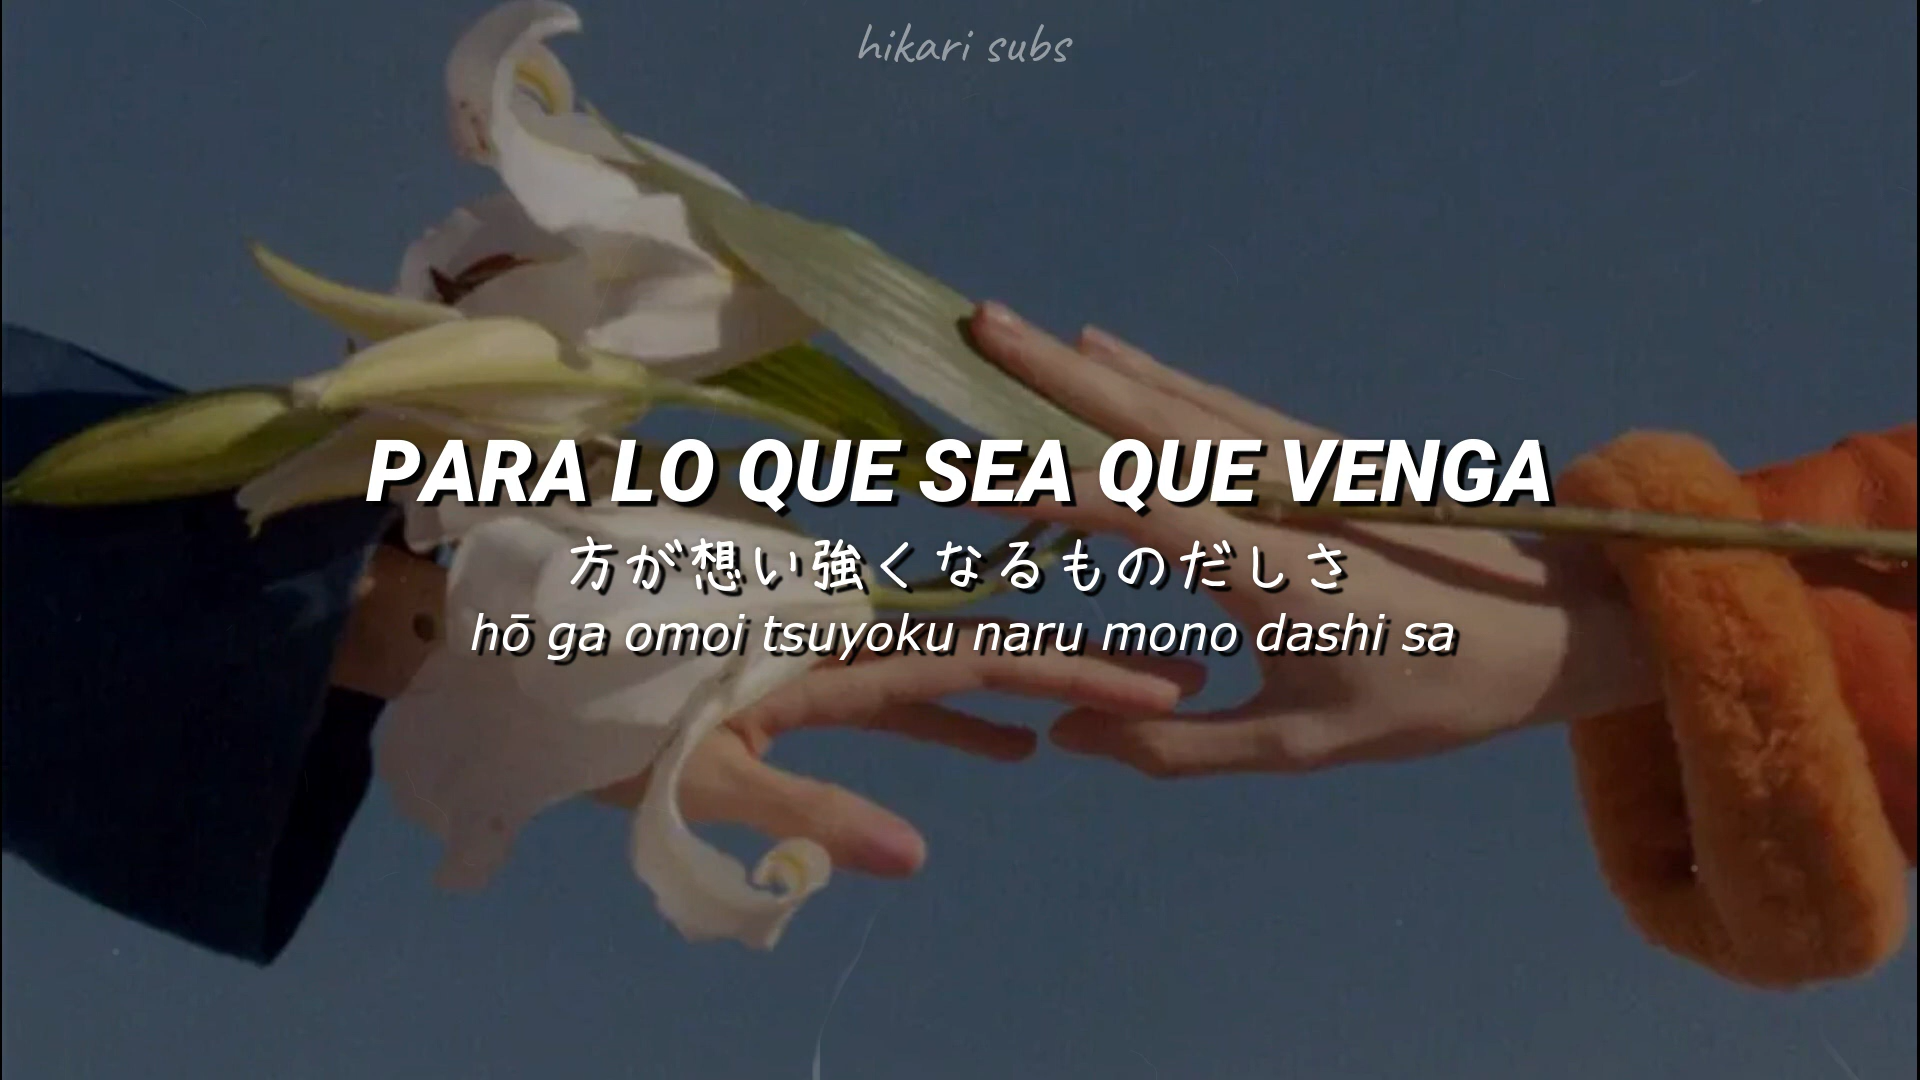 hikari subs
PARA LO QUE SEA QUE VENGA
方が想い強くなるものだしさ
hō ga omoi tsuyoku naru mono dashi sa